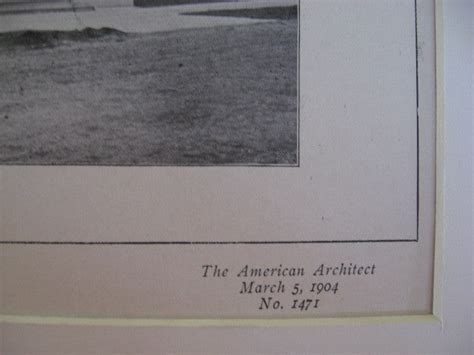 The American Architect
March 5, 1904
No. 1471